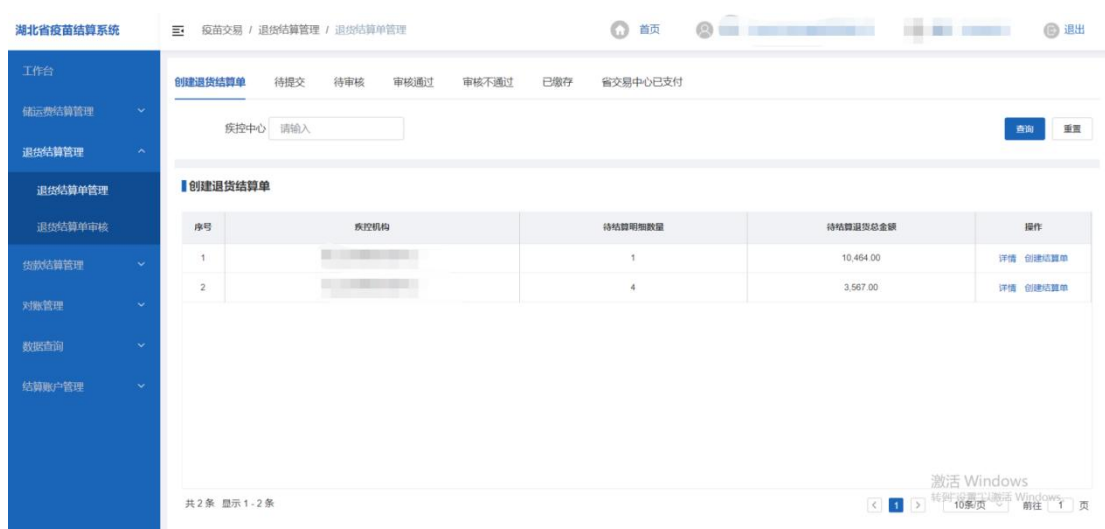 湖北省疫苗结算系统
疫苗交易 / 退货结算管理 / 退货结算单管理
首页
退出
工作台
储运费结算管理
退货结算管理
退货结算单管理
退货结算单审核
货款结算管理
对账管理
数据查询
结算账户管理
创建退货结算单 待提交 待审核 审核通过 审核不通过 已缴存 省交易中心已支付
疾控中心 请输入 查询 重置
创建退货结算单
序号 疾控机构 待结算明细数量 待结算退货总金额 操作
1 1 10,464.00 详情 创建结算单
2 4 3,567.00 详情 创建结算单
激活 Windows
转到"设置"以激活 Windows。
共 2 条 显示 1 - 2 条
1 10条/页 前往 1 页